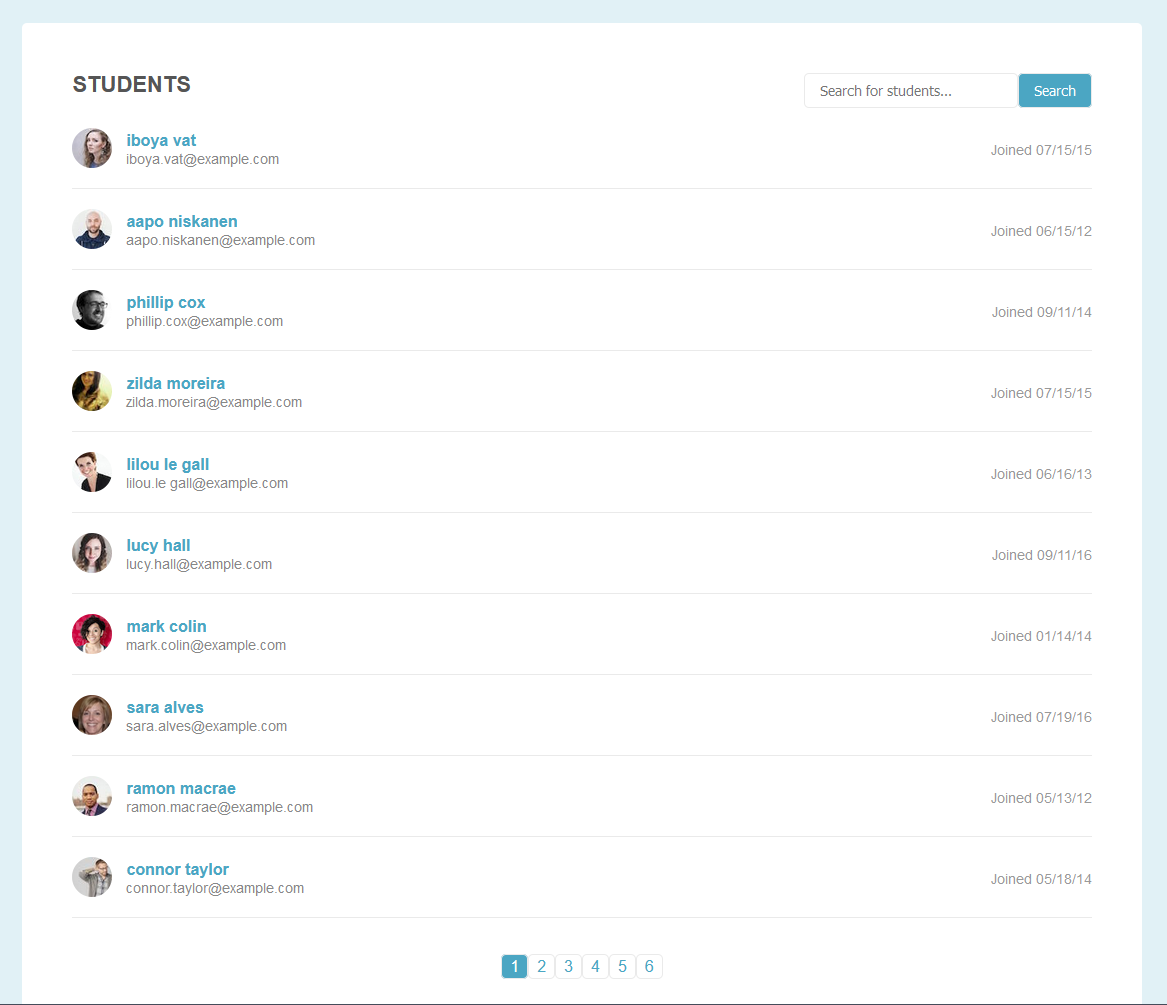 STUDENTS
Search for students... Search
iboya vat
iboya.vat@example.com
Joined 07/15/15
aapo niskanen
aapo.niskanen@example.com
Joined 06/15/12
phillip cox
phillip.cox@example.com
Joined 09/11/14
zilda moreira
zilda.moreira@example.com
Joined 07/15/15
lilou le gall
lilou.le gall@example.com
Joined 06/16/13
lucy hall
lucy.hall@example.com
Joined 09/11/16
mark colin
mark.colin@example.com
Joined 01/14/14
sara alves
sara.alves@example.com
Joined 07/19/16
ramon macrae
ramon.macrae@example.com
Joined 05/13/12
connor taylor
connor.taylor@example.com
Joined 05/18/14
1 2 3 4 5 6